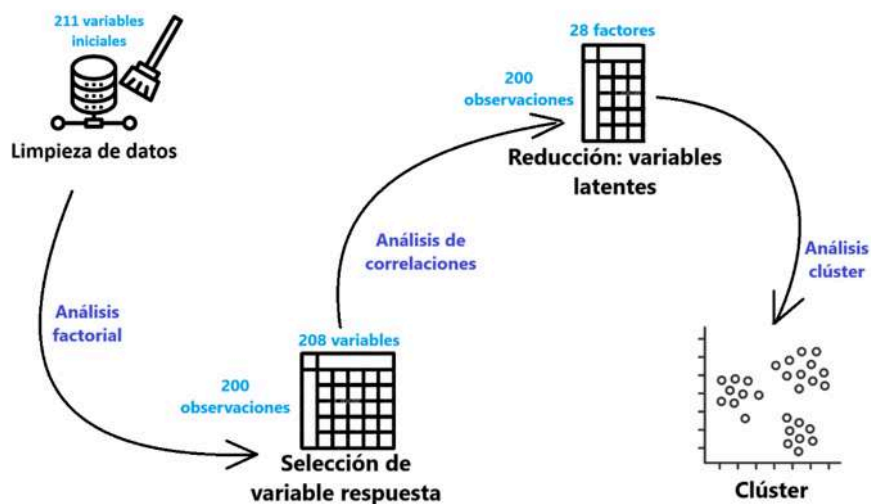 211 variables
iniciales
Limpieza de datos
Análisis
factorial
208 variables
200
observaciones
Selección de
variable respuesta
Análisis de
correlaciones
28 factores
200
observaciones
Reducción: variables
latentes
Análisis
clúster
Clúster